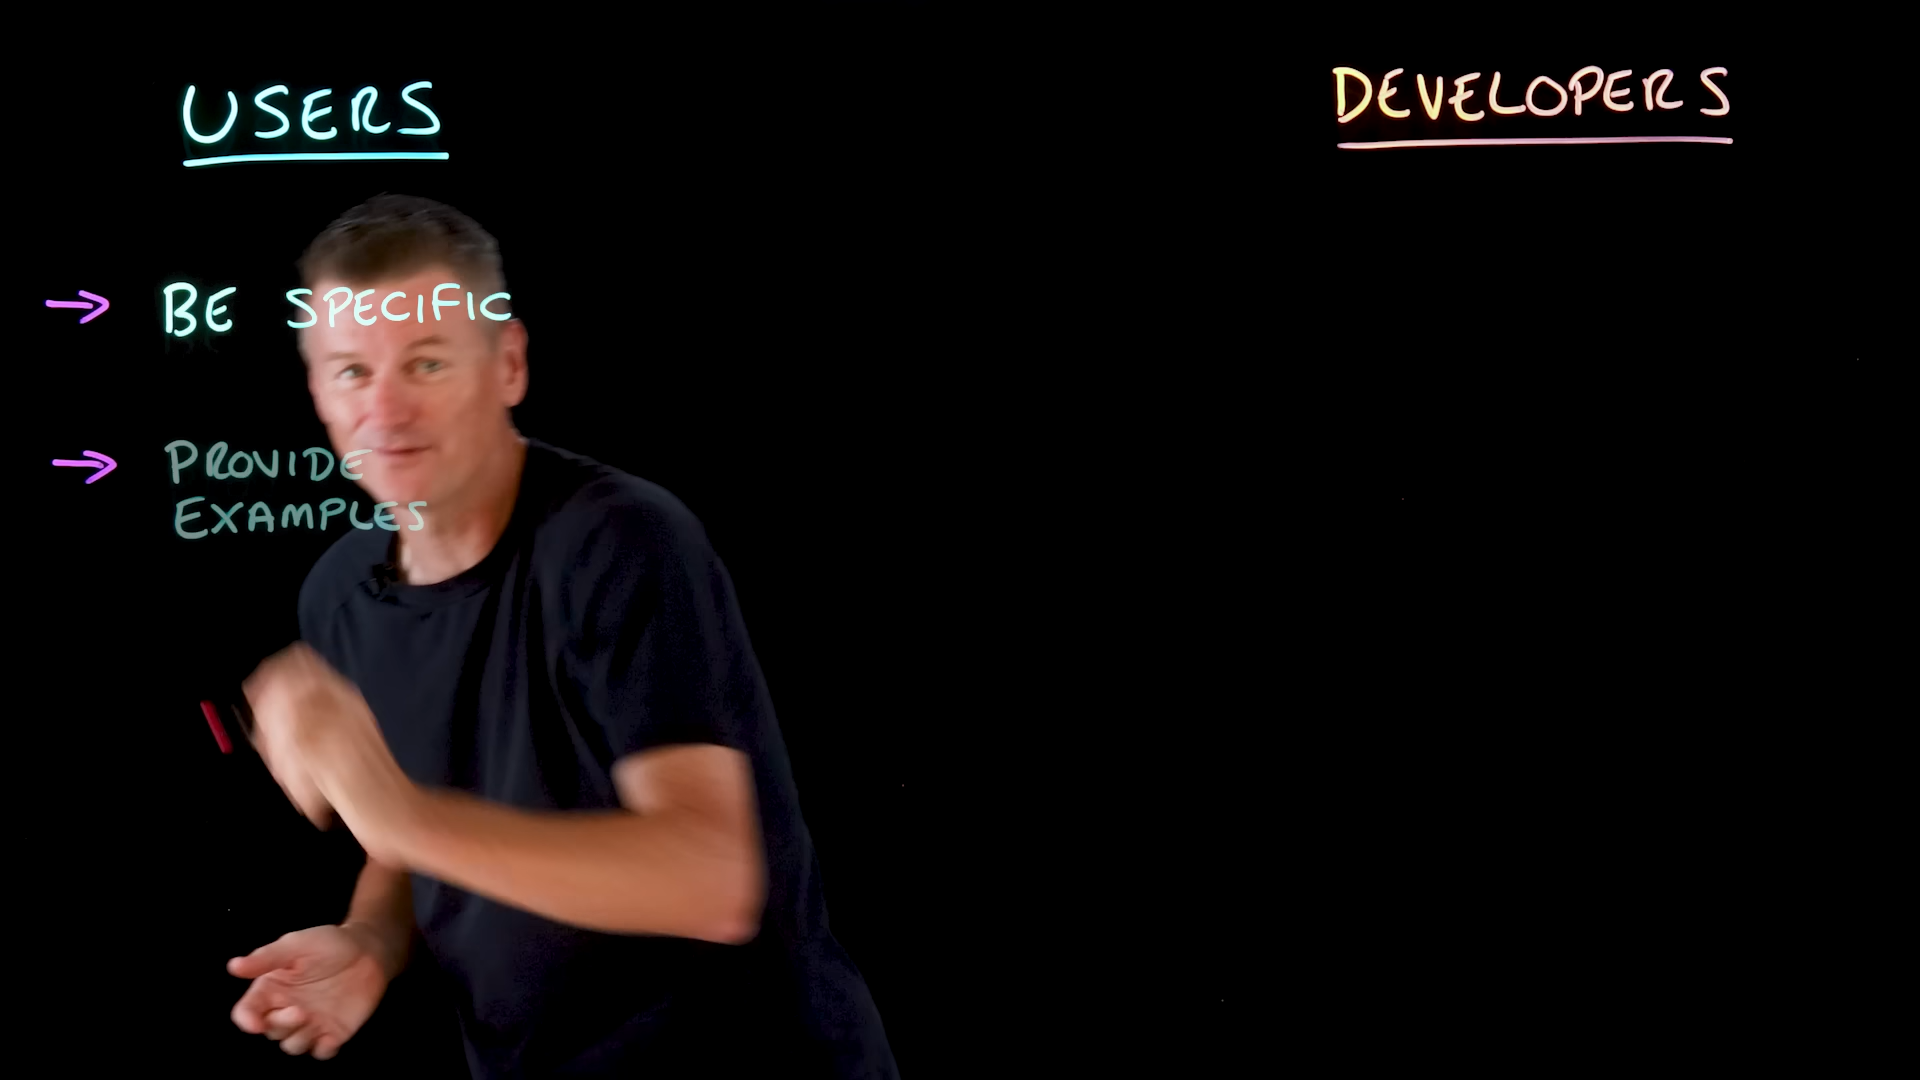 USERS
DEVELOPERS
→ BE SPECIFIC
→ PROVIDE
EXAMPLES